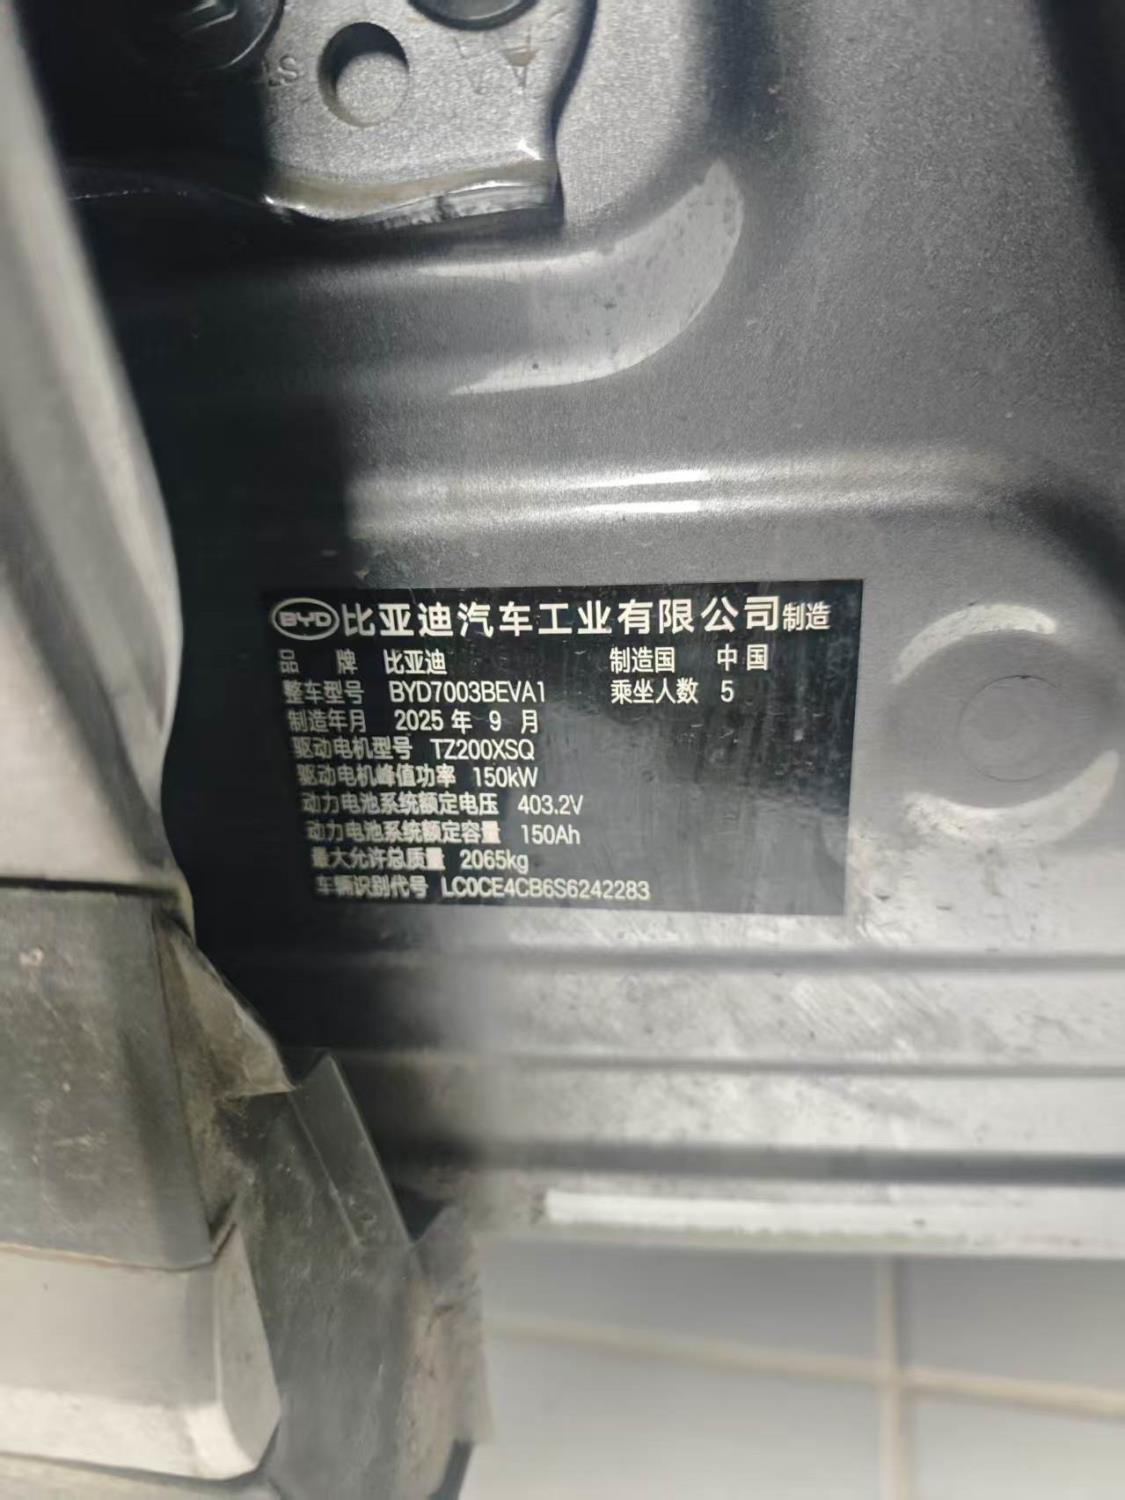 BYD 比亚迪汽车工业有限公司制造
品 牌 比亚迪 制造国 中国
整车型号 BYD7003BEVA1 乘坐人数 5
制造年月 2025 年 9 月
驱动电机型号 TZ200XSQ
驱动电机峰值功率 150kW
动力电池系统额定电压 403.2V
动力电池系统额定容量 150Ah
最大允许总质量 2065kg
车辆识别代号 LC0CE4CB6S6242283